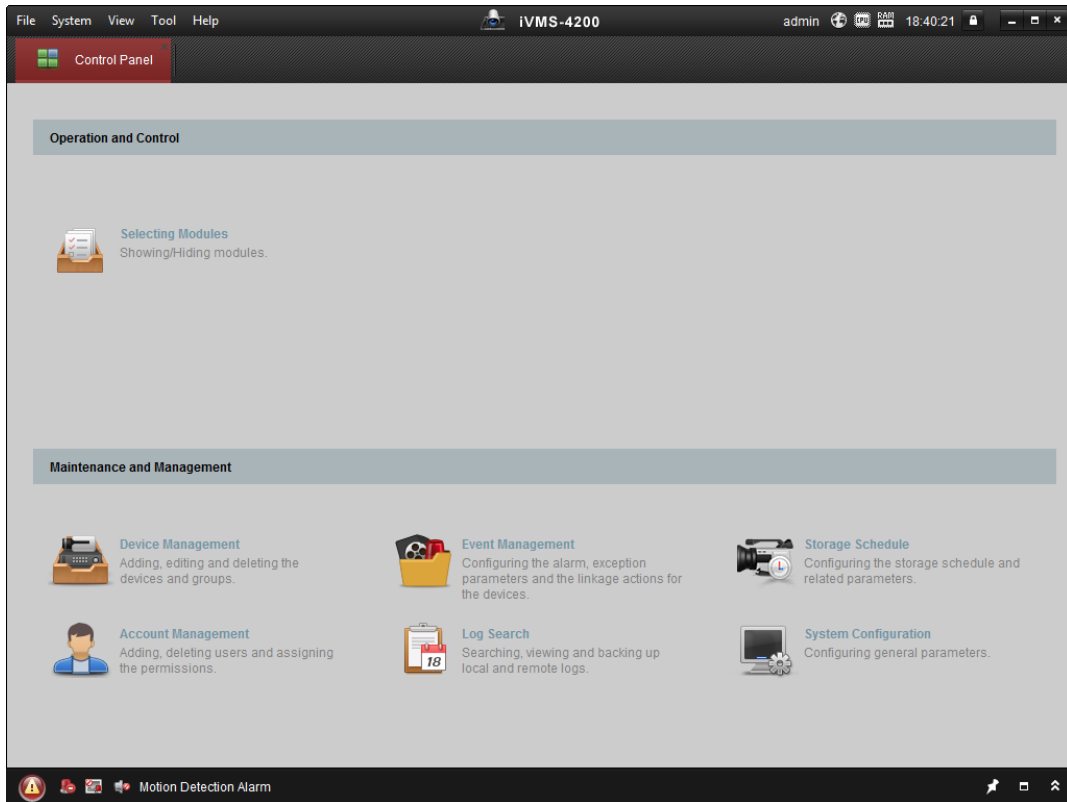 File System View Tool Help iVMS-4200 admin CPU RAM 18:40:21
Control Panel
Operation and Control
Selecting Modules
Showing/Hiding modules.
Maintenance and Management
Device Management
Adding, editing and deleting the
devices and groups.
Event Management
Configuring the alarm, exception
parameters and the linkage actions for
the devices.
Storage Schedule
Configuring the storage schedule and
related parameters.
Account Management
Adding, deleting users and assigning
the permissions.
18
Log Search
Searching, viewing and backing up
local and remote logs.
System Configuration
Configuring general parameters.
Motion Detection Alarm